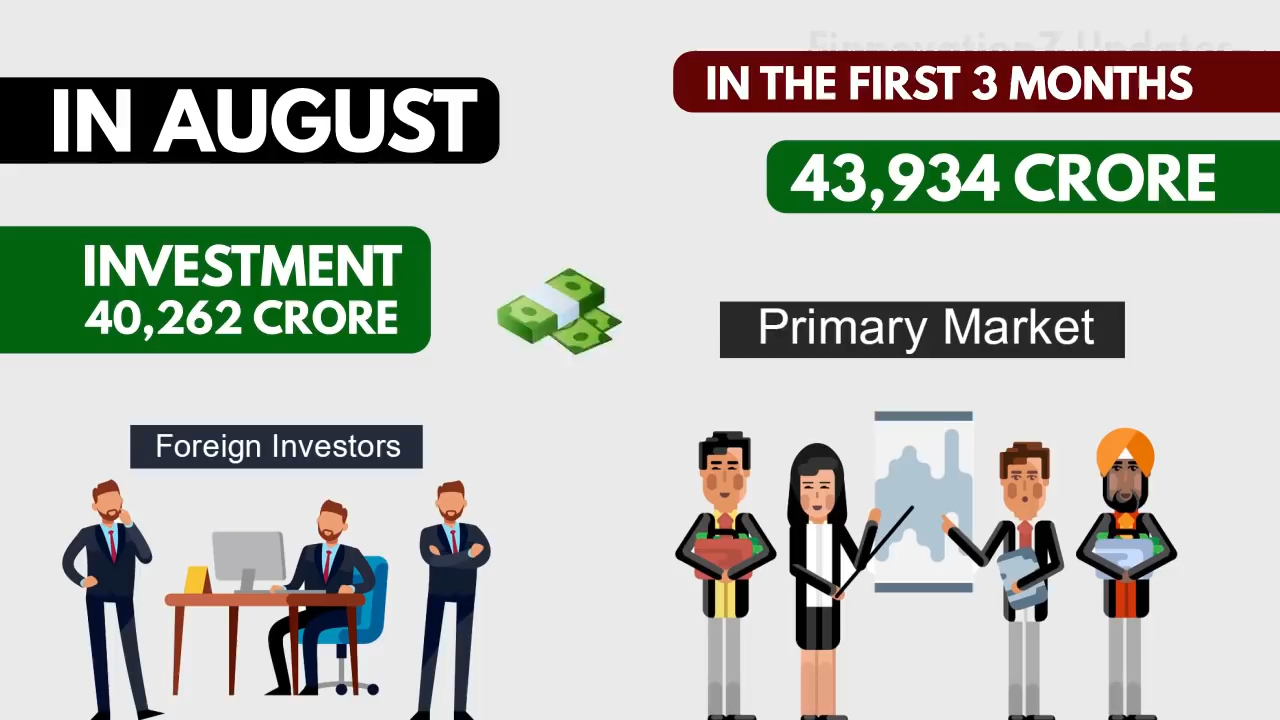 IN AUGUST
INVESTMENT
40,262 CRORE
Foreign Investors
IN THE FIRST 3 MONTHS
43,934 CRORE
Primary Market